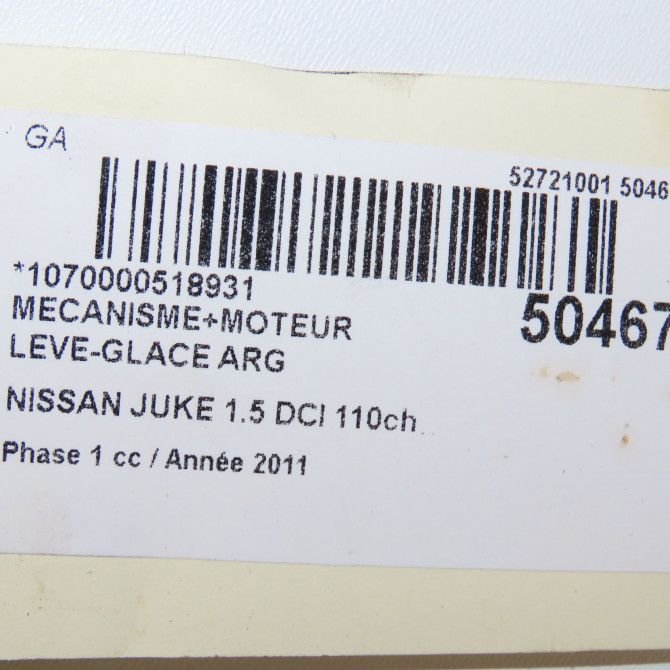 GA
52721001 5046
*1070000518931
50467
MECANISME+MOTEUR
LEVE-GLACE ARG
NISSAN JUKE 1.5 DCI 110ch
Phase 1 cc / Année 2011